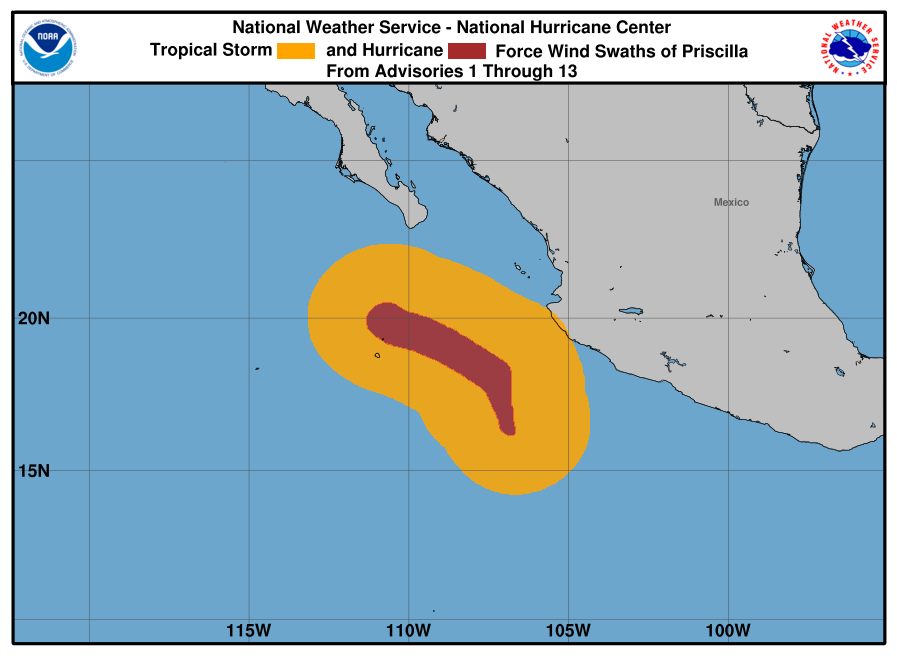 National Weather Service - National Hurricane Center
Tropical Storm and Hurricane Force Wind Swaths of Priscilla
From Advisories 1 Through 13
NOAA
NATIONAL WEATHER SERVICE
Mexico
20N
15N
115W 110W 105W 100W